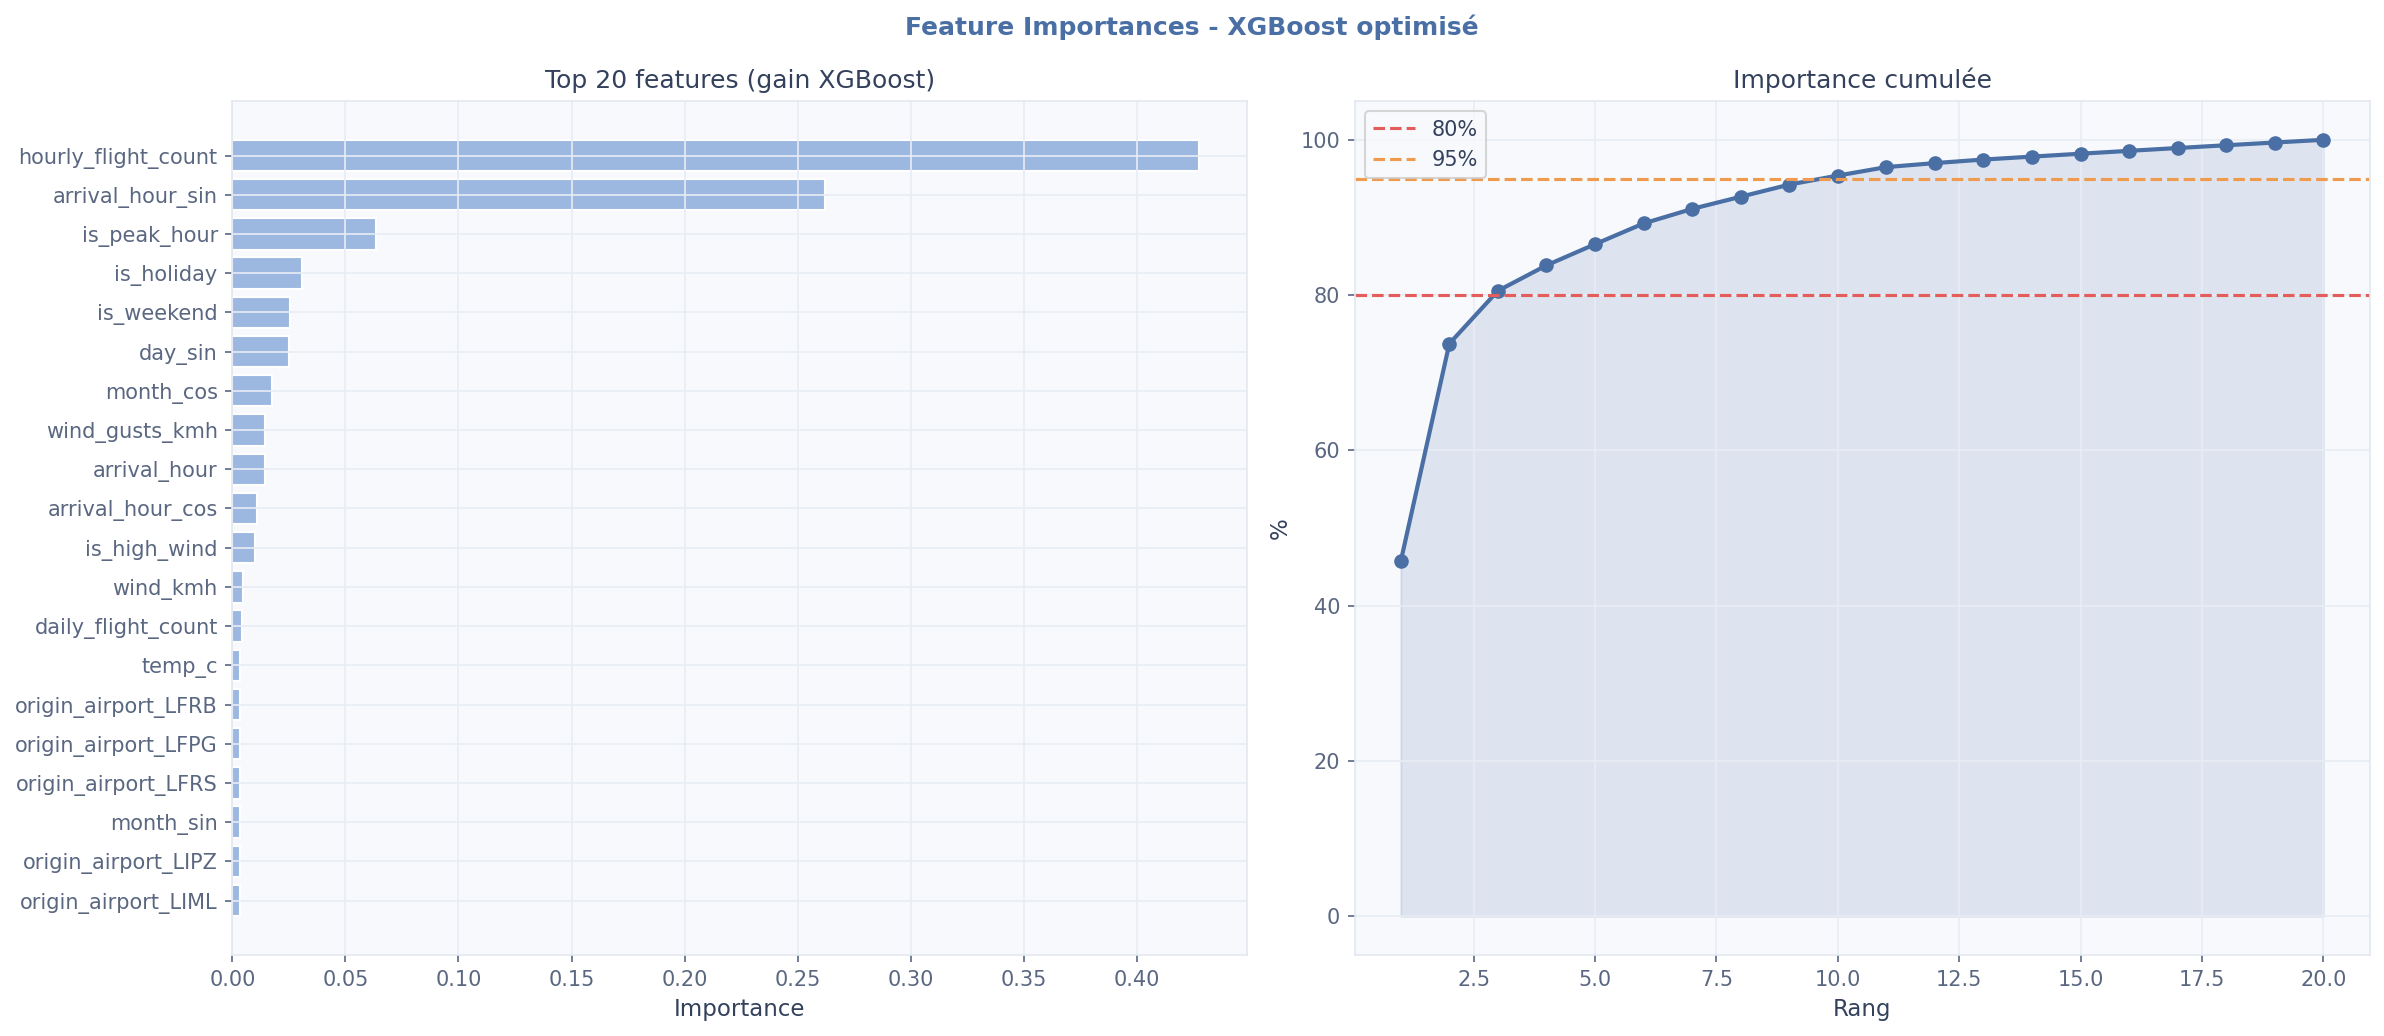 Feature Importances - XGBoost optimisé
Top 20 features (gain XGBoost)
hourly_flight_count
arrival_hour_sin
is_peak_hour
is_holiday
is_weekend
day_sin
month_cos
wind_gusts_kmh
arrival_hour
arrival_hour_cos
is_high_wind
wind_kmh
daily_flight_count
temp_c
origin_airport_LFRB
origin_airport_LFPG
origin_airport_LFRS
month_sin
origin_airport_LIPZ
origin_airport_LIML
0.00 0.05 0.10 0.15 0.20 0.25 0.30 0.35 0.40
Importance
Importance cumulée
80%
95%
100
80
60
40
20
0
%
2.5 5.0 7.5 10.0 12.5 15.0 17.5 20.0
Rang